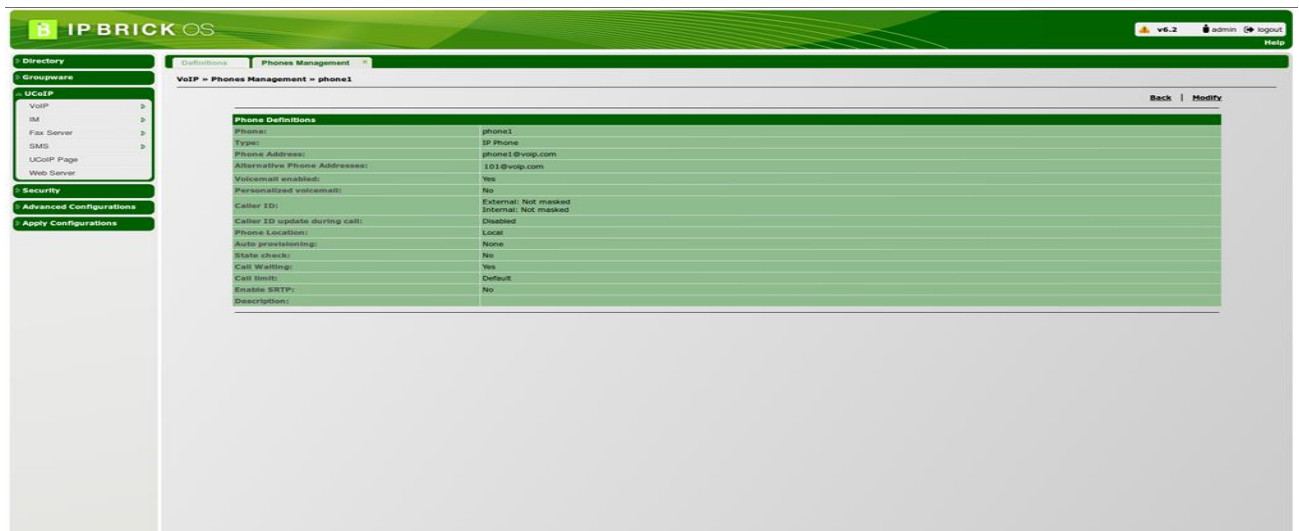 IPBRICK OS
v6.2 admin logout
Help
Directory
Groupware
UCoIP
VoIP
IM
Fax Server
SMS
UCoIP Page
Web Server
Security
Advanced Configurations
Apply Configurations
Definitions Phones Management
VoIP » Phones Management » phone1
Back | Modify
Phone Definitions
Phone: phone1
Type: IP Phone
Phone Address: phone1@voip.com
Alternative Phone Addresses: 101@voip.com
Voicemail enabled: Yes
Personalized voicemail: No
Caller ID: External: Not masked
Internal: Not masked
Caller ID update during call: Disabled
Phone Location: Local
Auto provisioning: None
State check: No
Call Waiting: Yes
Call limit: Default
Enable SRTP: No
Description: